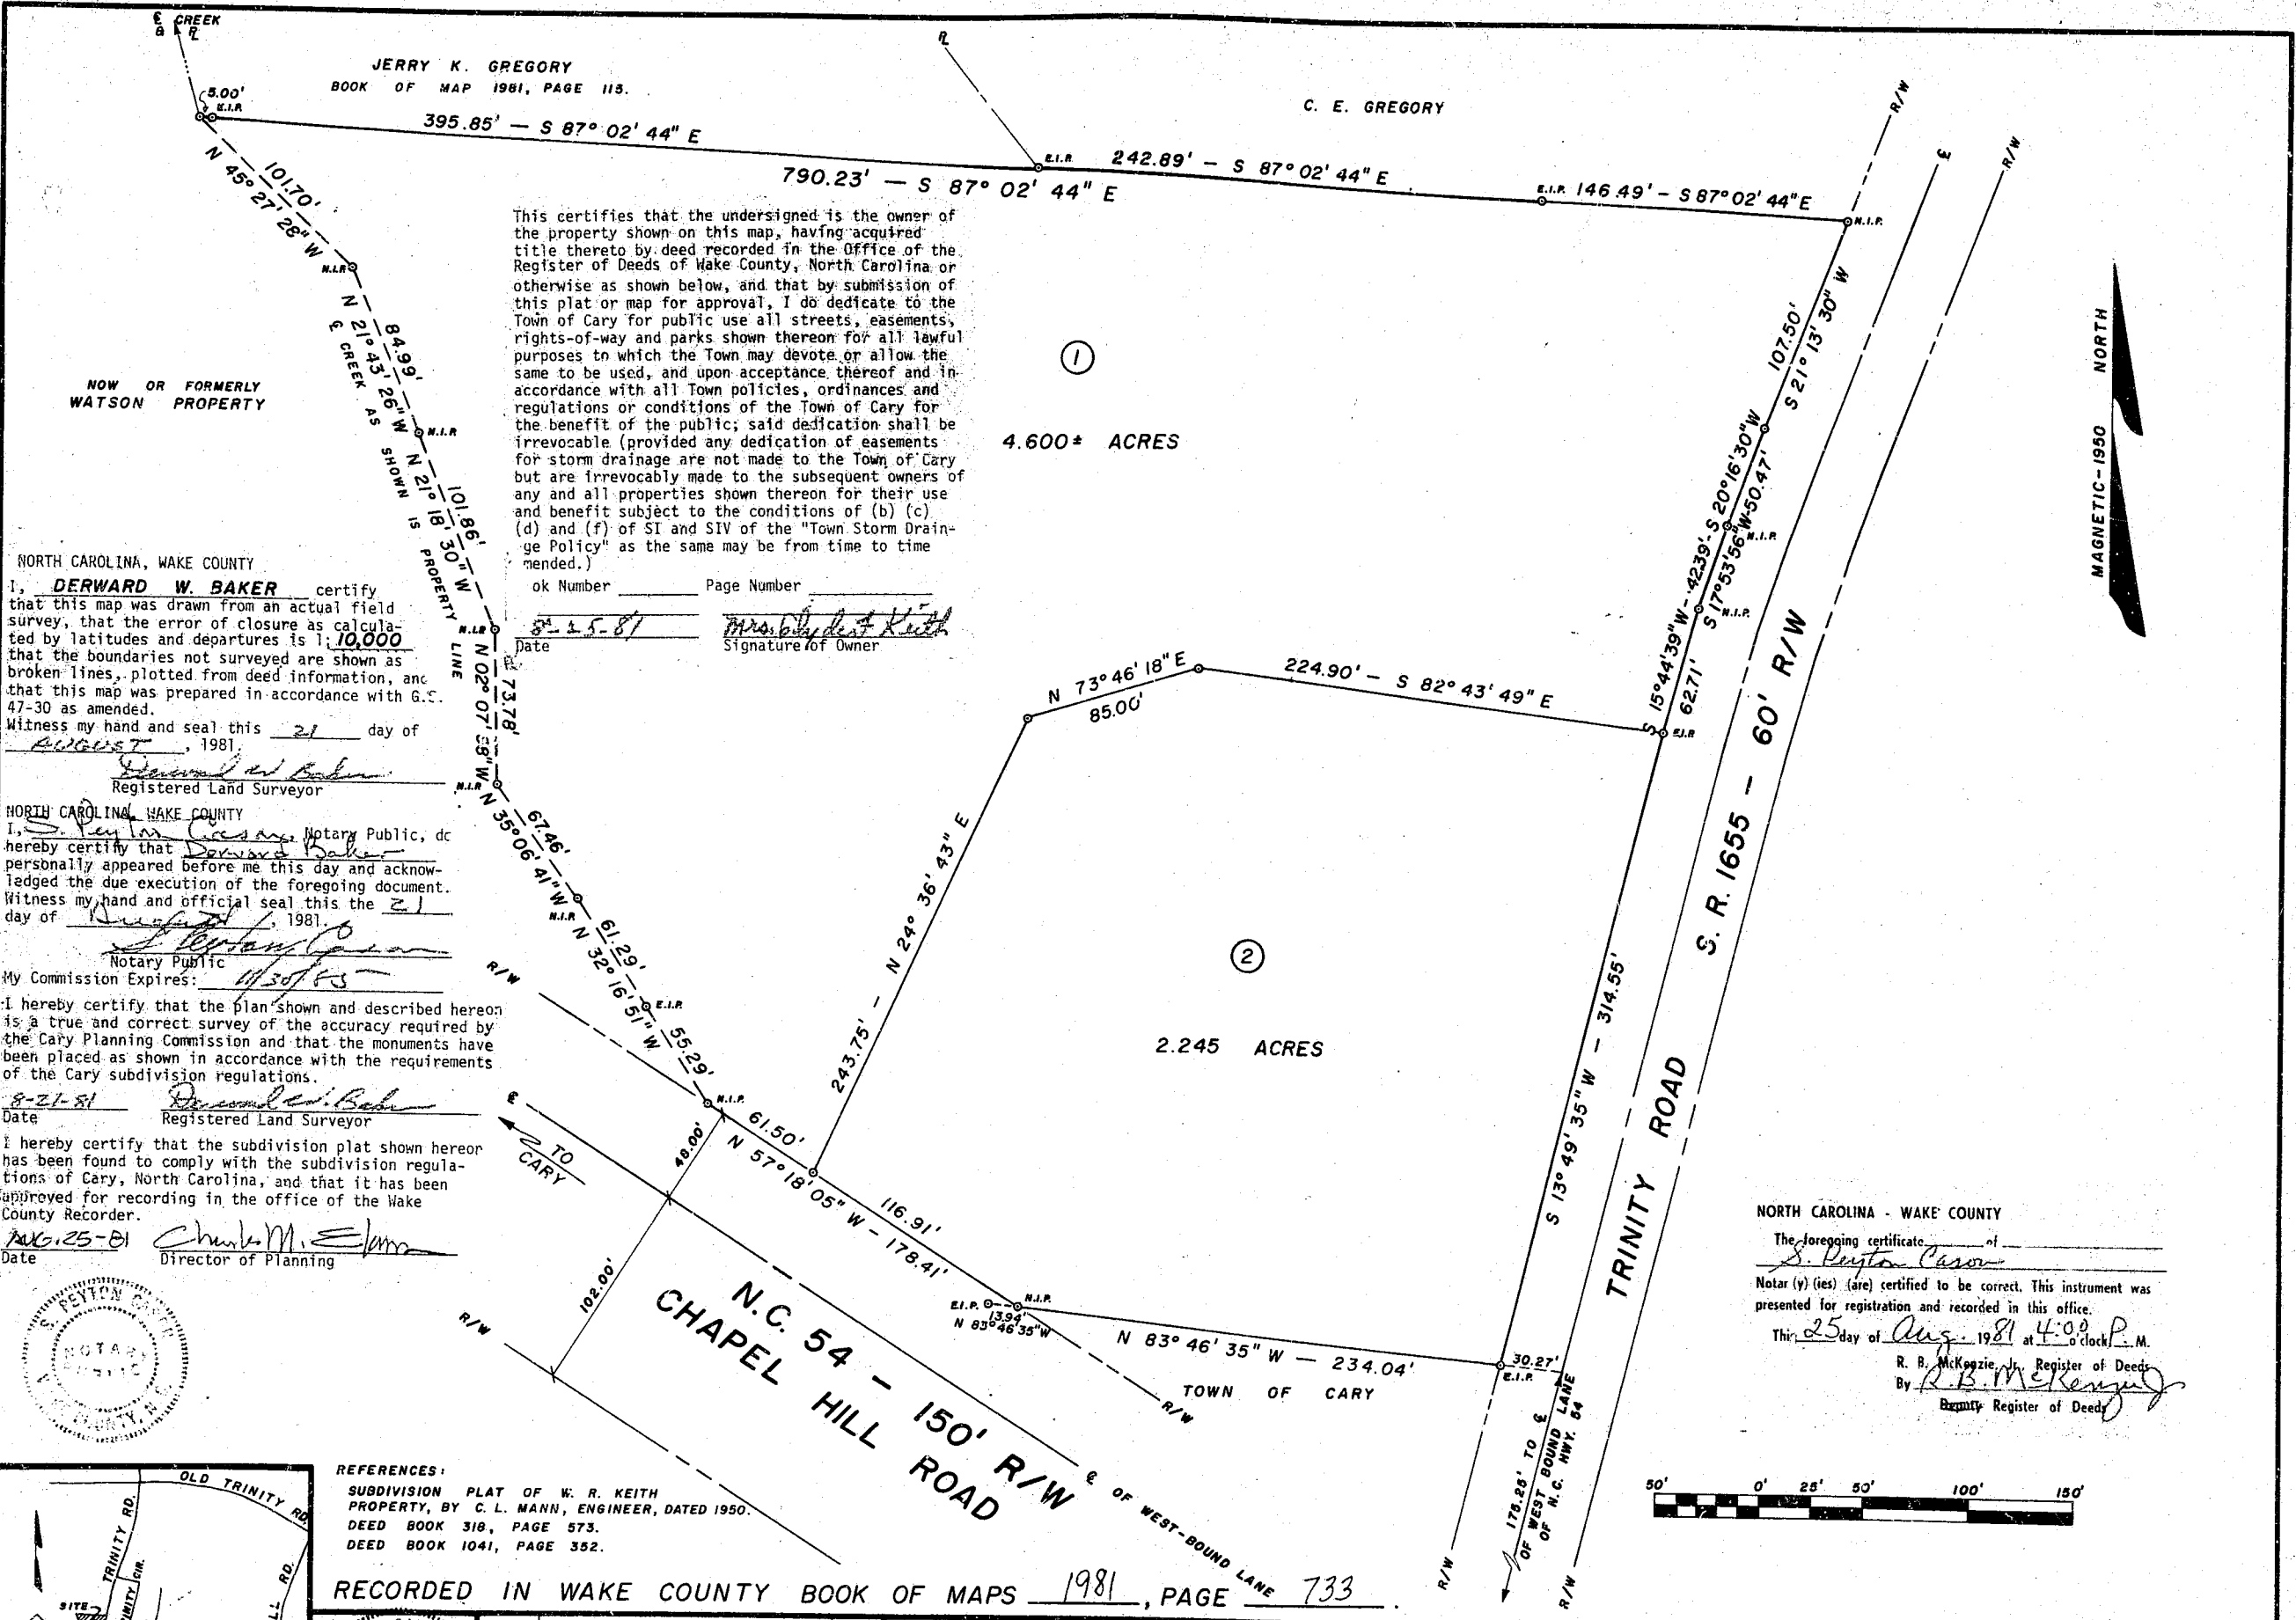 ℄ CREEK
& ℄
JERRY K. GREGORY
BOOK OF MAP 1981, PAGE 113.
℄
C. E. GREGORY
R/W
℄
R/W
5.00'
E.I.P.
395.85' — S 87° 02' 44" E
E.I.P.
242.89' — S 87° 02' 44" E
790.23' — S 87° 02' 44" E
E.I.P.
146.49' - S 87° 02' 44" E
N.I.P.
101.70'
N 45° 27' 28" W
N.I.P.
84.99'
N 21° 43' 26" W
℄ CREEK AS SHOWN IS PROPERTY LINE
N.I.P.
101.86'
N 21° 18' 30" W
N.I.P.
73.78'
N 02° 07' 58" W
N.I.P.
67.46'
N 35° 06' 41" W
N.I.P.
61.29'
N 32° 16' 51" W
E.I.P.
55.29'
N.I.P.
NOW OR FORMERLY
WATSON PROPERTY
This certifies that the undersigned is the owner of
the property shown on this map, having acquired
title thereto by deed recorded in the Office of the
Register of Deeds of Wake County, North Carolina or
otherwise as shown below, and that by submission of
this plat or map for approval, I do dedicate to the
Town of Cary for public use all streets, easements,
rights-of-way and parks shown thereon for all lawful
purposes to which the Town may devote or allow the
same to be used, and upon acceptance thereof and in
accordance with all Town policies, ordinances and
regulations or conditions of the Town of Cary for
the benefit of the public; said dedication shall be
irrevocable (provided any dedication of easements
for storm drainage are not made to the Town of Cary
but are irrevocably made to the subsequent owners of
any and all properties shown thereon for their use
and benefit subject to the conditions of (b) (c)
(d) and (f) of SI and SIV of the "Town Storm Drain-
ge Policy" as the same may be from time to time
mended.)
ok Number Page Number
8-25-81 Mrs. Clyde F. Keith
Date Signature of Owner
1
4.600± ACRES
107.50'
S 21° 13' 30" W
42.39' - S 20° 16' 30" W
N.I.P.
S 17° 53' 56" W - 50.47'
N.I.P.
S 15° 44' 39" W
62.71'
E.I.P.
MAGNETIC-1950 NORTH
N 73° 46' 18" E
85.00'
224.90' — S 82° 43' 49" E
243.75' - N 24° 36' 43" E
2
2.245 ACRES
S 13° 49' 35" W — 314.55'
TRINITY ROAD S. R. 1655 — 60' R/W
NORTH CAROLINA, WAKE COUNTY
I, DERWARD W. BAKER certify
that this map was drawn from an actual field
survey, that the error of closure as calcula-
ted by latitudes and departures is 1: 10,000
that the boundaries not surveyed are shown as
broken lines, plotted from deed information, and
that this map was prepared in accordance with G.S.
47-30 as amended.
Witness my hand and seal this 21 day of
AUGUST, 1981.
Derward W. Baker
Registered Land Surveyor
NORTH CAROLINA, WAKE COUNTY
I, S. Peyton Cason, Notary Public, do
hereby certify that Derward Baker
personally appeared before me this day and acknow-
ledged the due execution of the foregoing document.
Witness my hand and official seal this the 21
day of August, 1981.
S. Peyton Cason
Notary Public
My Commission Expires: 11/30/85
I hereby certify that the plan shown and described hereon
is a true and correct survey of the accuracy required by
the Cary Planning Commission and that the monuments have
been placed as shown in accordance with the requirements
of the Cary subdivision regulations.
8-21-81 Derward W. Baker
Date Registered Land Surveyor
I hereby certify that the subdivision plat shown hereon
has been found to comply with the subdivision regula-
tions of Cary, North Carolina, and that it has been
approved for recording in the office of the Wake
County Recorder.
AUG. 25-81 Charles M.
Date Director of Planning
S. PEYTON CASON
NOTARY
PUBLIC
WAKE COUNTY, N.C.
R/W
℄
TO CARY
48.00'
102.00'
R/W
61.50'
N 57° 18' 05" W — 178.41'
116.91'
E.I.P.
N.I.P.
13.94'
N 83° 46' 35" W
N 83° 46' 35" W — 234.04'
TOWN OF CARY
R/W
30.27'
E.I.P.
175.25' TO ℄
OF WEST BOUND LANE
OF N.C. HWY. 54
R/W
R/W
N.C. 54 — 150' R/W
CHAPEL HILL ROAD
℄ OF WEST-BOUND LANE
NORTH CAROLINA - WAKE COUNTY
The foregoing certificate of
S. Peyton Cason
Notar (y) (ies) (are) certified to be correct. This instrument was
presented for registration and recorded in this office.
This 25 day of Aug. 1981 at 4:00 o'clock P. M.
R. B. McKenzie, Jr., Register of Deeds
By R. B. McKenzie Jr
Deputy Register of Deeds
50' 0' 25' 50' 100' 150'
OLD TRINITY RD.
TRINITY RD.
SITE
REFERENCES:
SUBDIVISION PLAT OF W. R. KEITH
PROPERTY, BY C. L. MANN, ENGINEER, DATED 1950.
DEED BOOK 318, PAGE 573.
DEED BOOK 1041, PAGE 352.
RECORDED IN WAKE COUNTY BOOK OF MAPS 1981, PAGE 733.